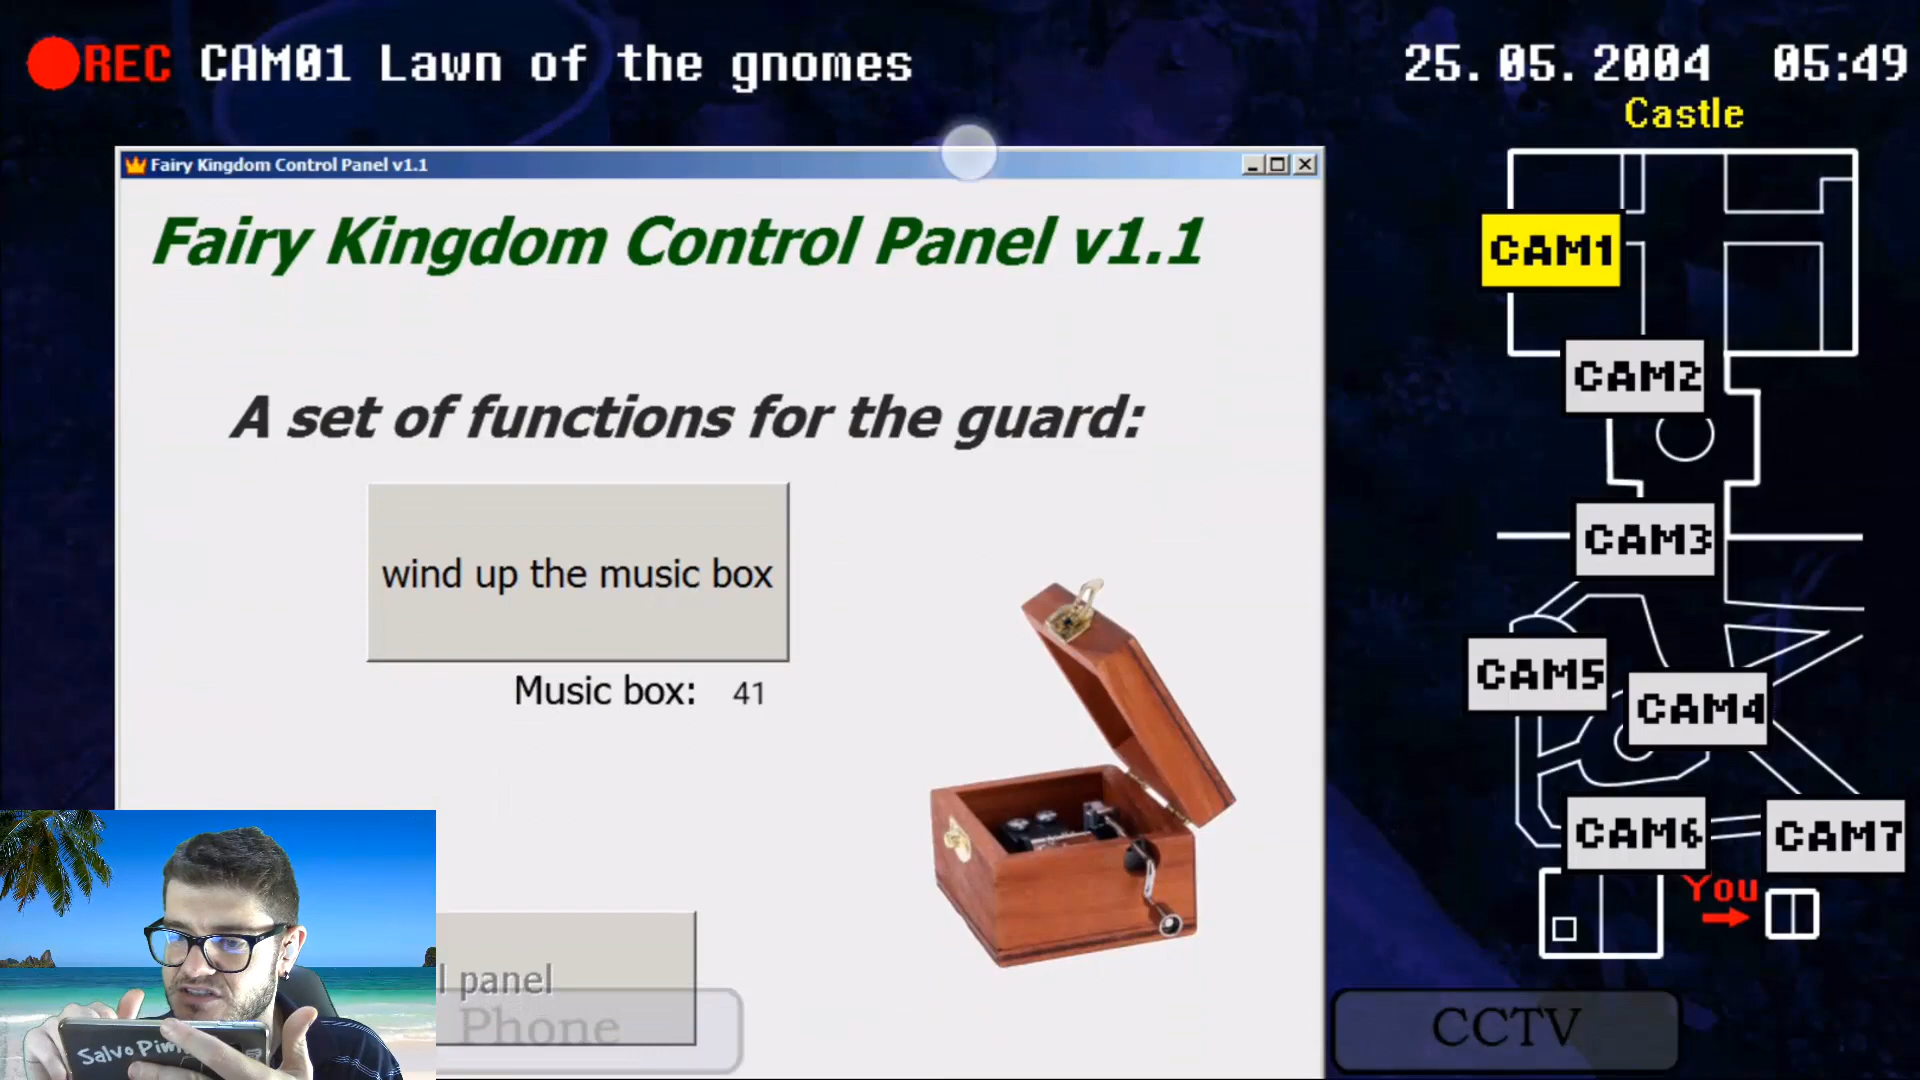 REC CAM01 Lawn of the gnomes
25.05.2004 05:49
Castle
Fairy Kingdom Control Panel v1.1
Fairy Kingdom Control Panel v1.1
CAM1
A set of functions for the guard:
CAM2
wind up the music box
CAM3
Music box: 41
CAM5
CAM4
CAM6
CAM7
You
l panel
Phone
CCTV
Salvo